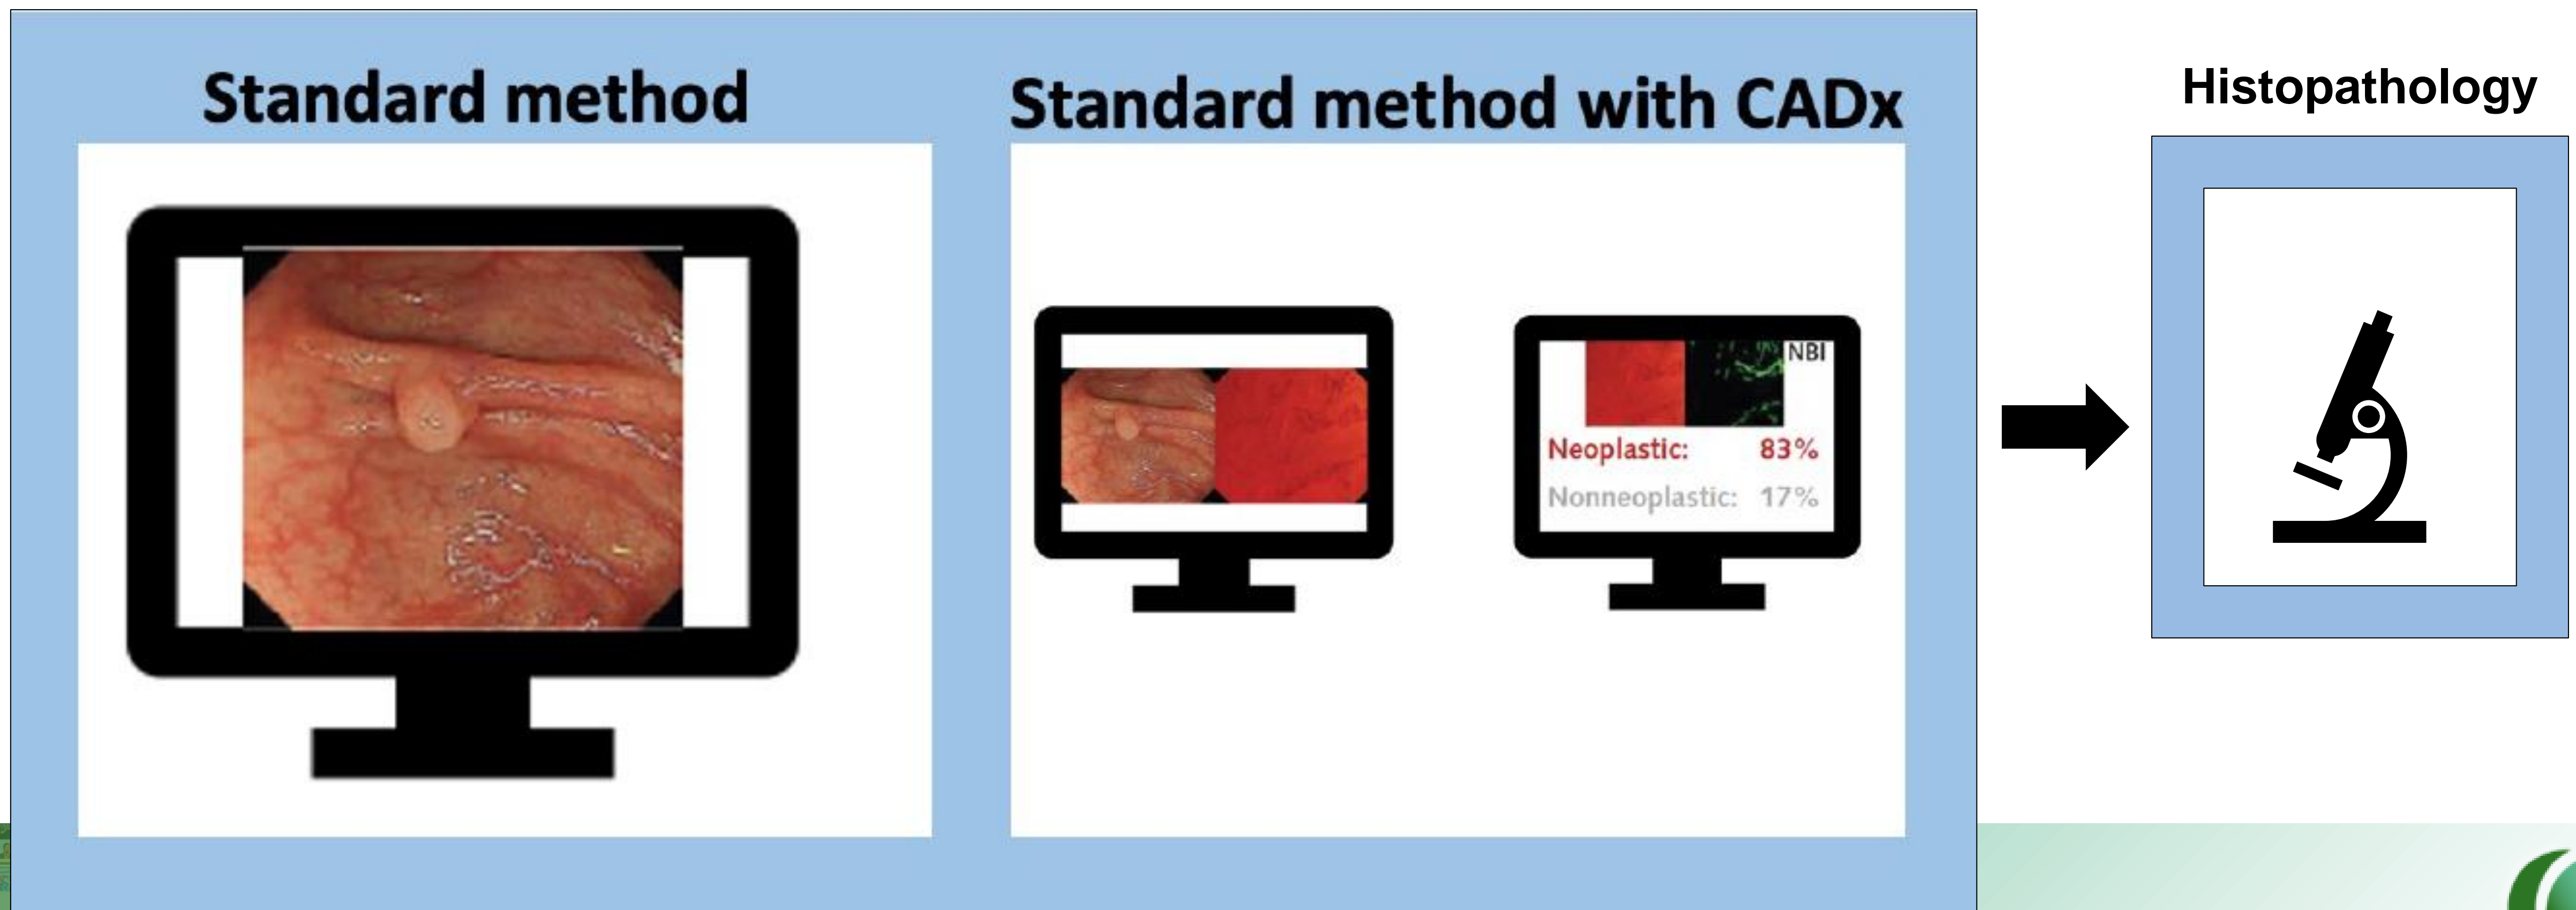 Standard method
Standard method with CADx
NBI
Neoplastic: 83%
Nonneoplastic: 17%
Histopathology